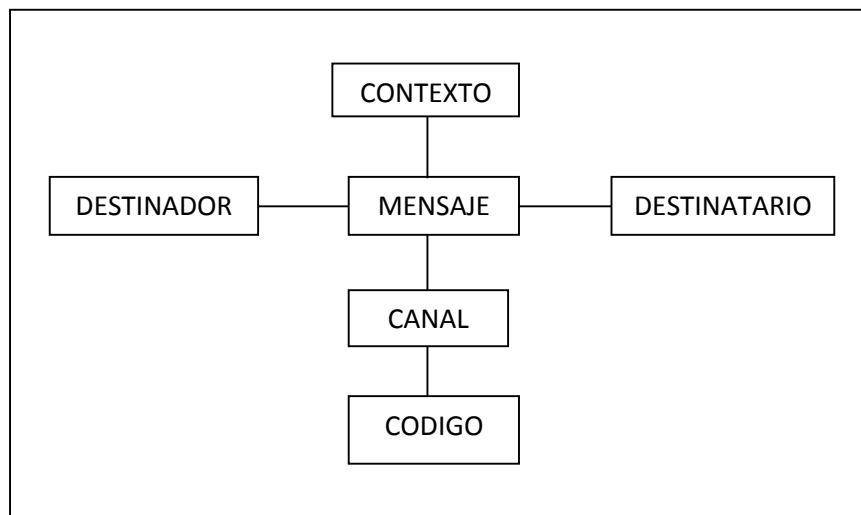 CONTEXTO
DESTINADOR
MENSAJE
DESTINATARIO
CANAL
CODIGO